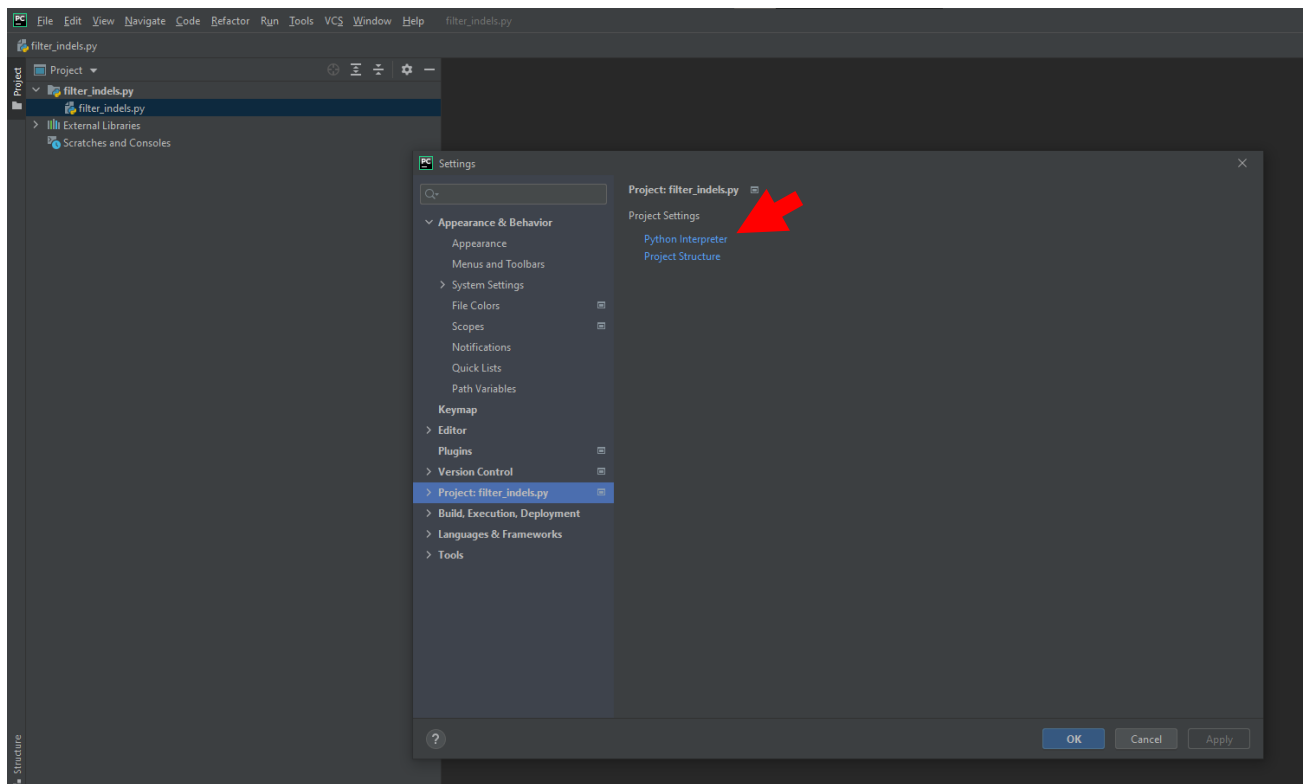 PC File Edit View Navigate Code Refactor Run Tools VCS Window Help filter_indels.py
filter_indels.py
Project
Project
filter_indels.py
filter_indels.py
External Libraries
Scratches and Consoles
PC Settings
Appearance & Behavior
Appearance
Menus and Toolbars
System Settings
File Colors
Scopes
Notifications
Quick Lists
Path Variables
Keymap
Editor
Plugins
Version Control
Project: filter_indels.py
Build, Execution, Deployment
Languages & Frameworks
Tools
Project: filter_indels.py
Project Settings
Python Interpreter
Project Structure
?
OK Cancel Apply
Structure